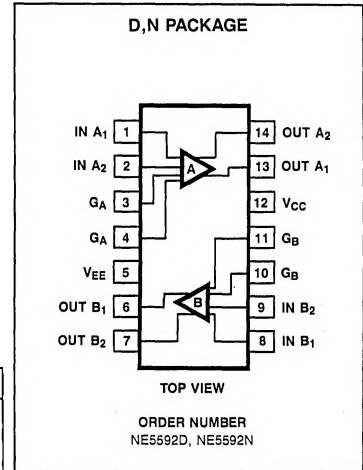 D,N PACKAGE
IN A1 1
14 OUT A2
IN A2 2
A
13 OUT A1
GA 3
12 VCC
GA 4
11 GB
VEE 5
10 GB
OUT B1 6
B
9 IN B2
OUT B2 7
8 IN B1
TOP VIEW
ORDER NUMBER
NE5592D, NE5592N